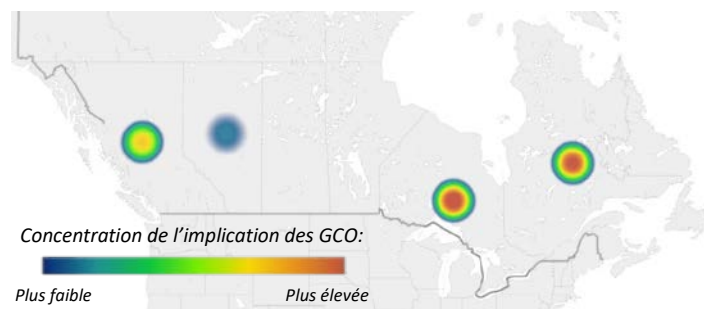 Concentration de l’implication des GCO:
Plus faible Plus élevée